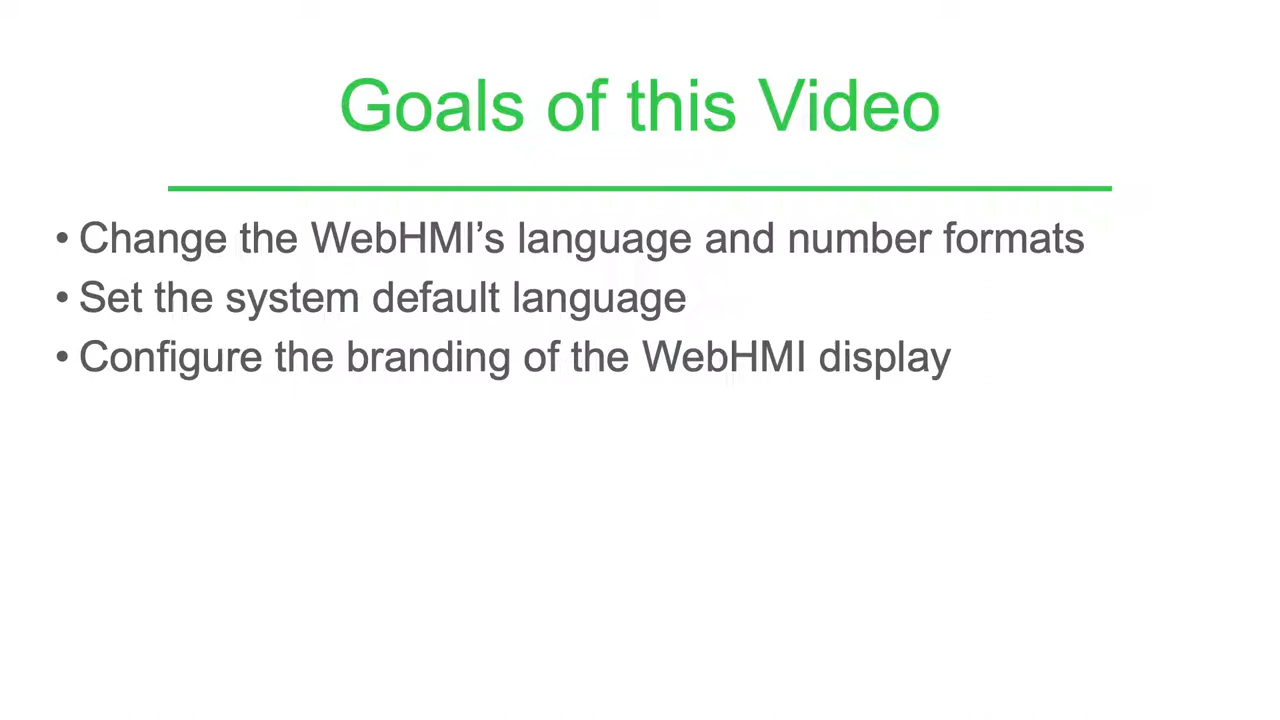 Goals of this Video
• Change the WebHMI’s language and number formats
• Set the system default language
• Configure the branding of the WebHMI display